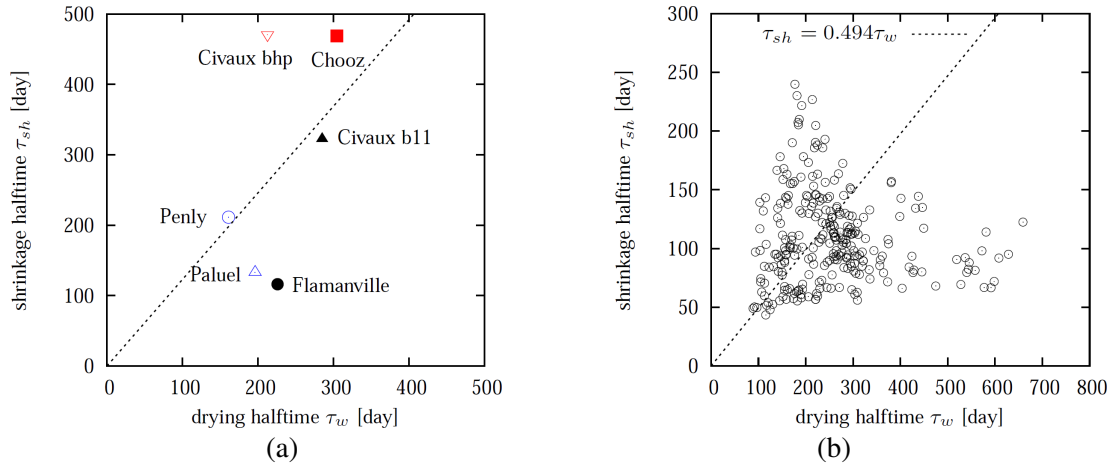 500
400
300
200
100
0
shrinkage halftime τ_sh [day]
Civaux bhp
Chooz
Civaux b11
Penly
Paluel
Flamanville
0 100 200 300 400 500
drying halftime τ_w [day]
(a)
300
250
200
150
100
50
0
shrinkage halftime τ_sh [day]
τ_sh = 0.494τ_w
0 100 200 300 400 500 600 700 800
drying halftime τ_w [day]
(b)